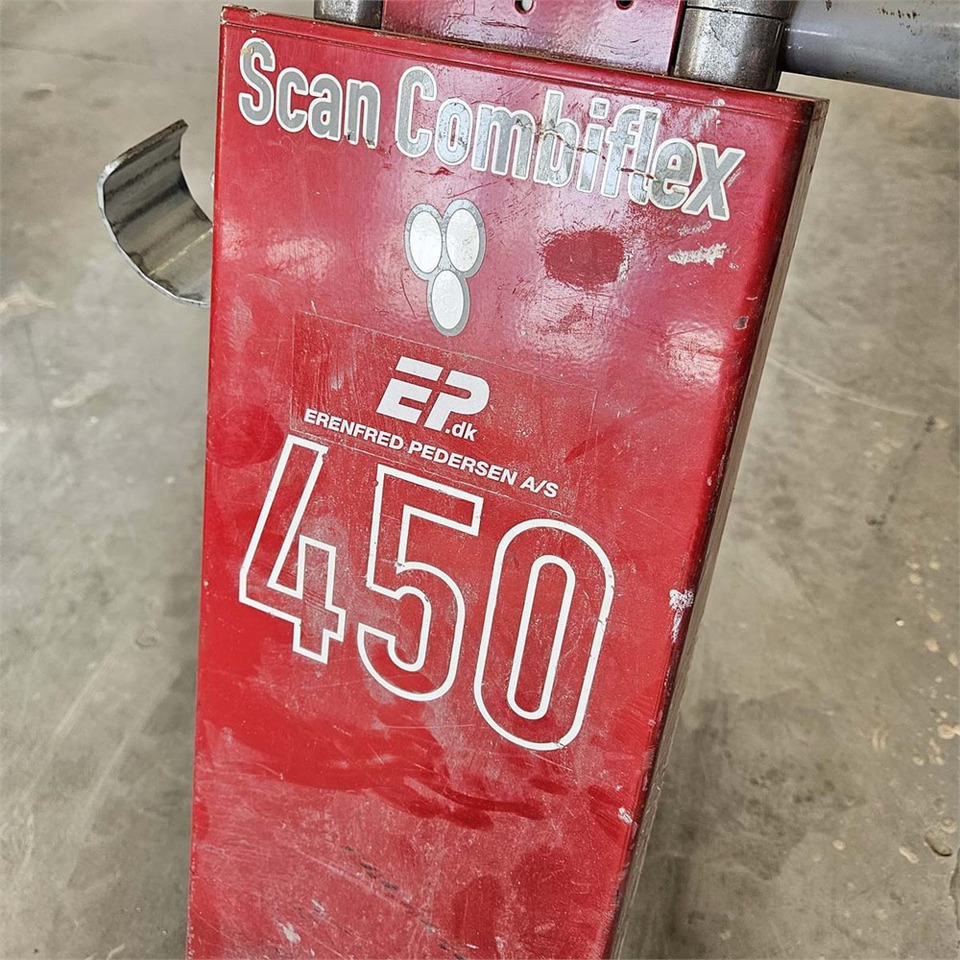 Scan Combiflex
EP.dk
ERENFRED PEDERSEN A/S
450